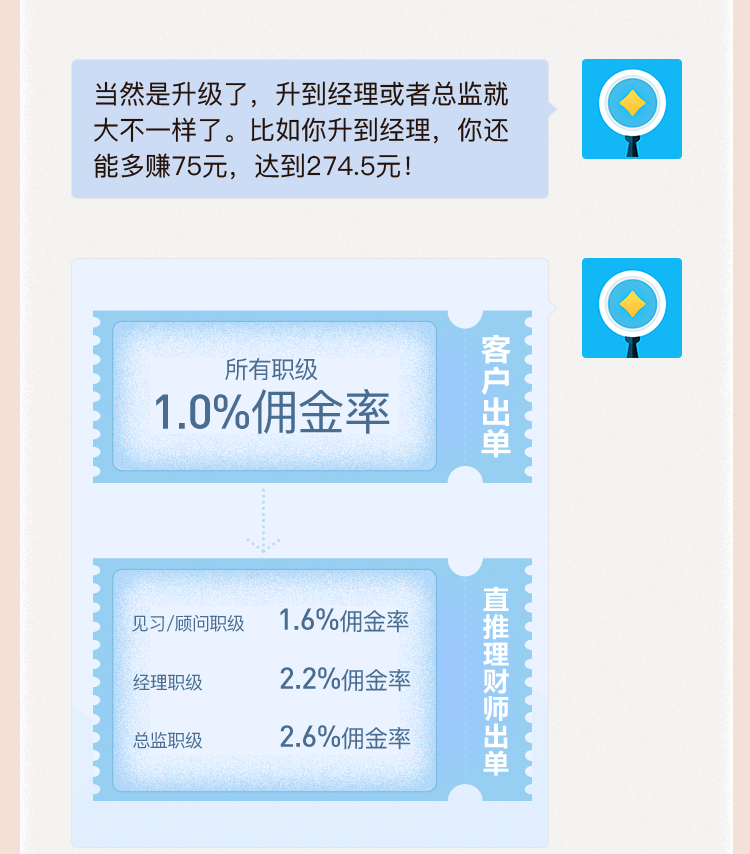 当然是升级了，升到经理或者总监就
大不一样了。比如你升到经理，你还
能多赚75元，达到274.5元！
所有职级
1.0%佣金率
客户出单
见习/顾问职级 1.6%佣金率
经理职级 2.2%佣金率
总监职级 2.6%佣金率
直推理财师出单